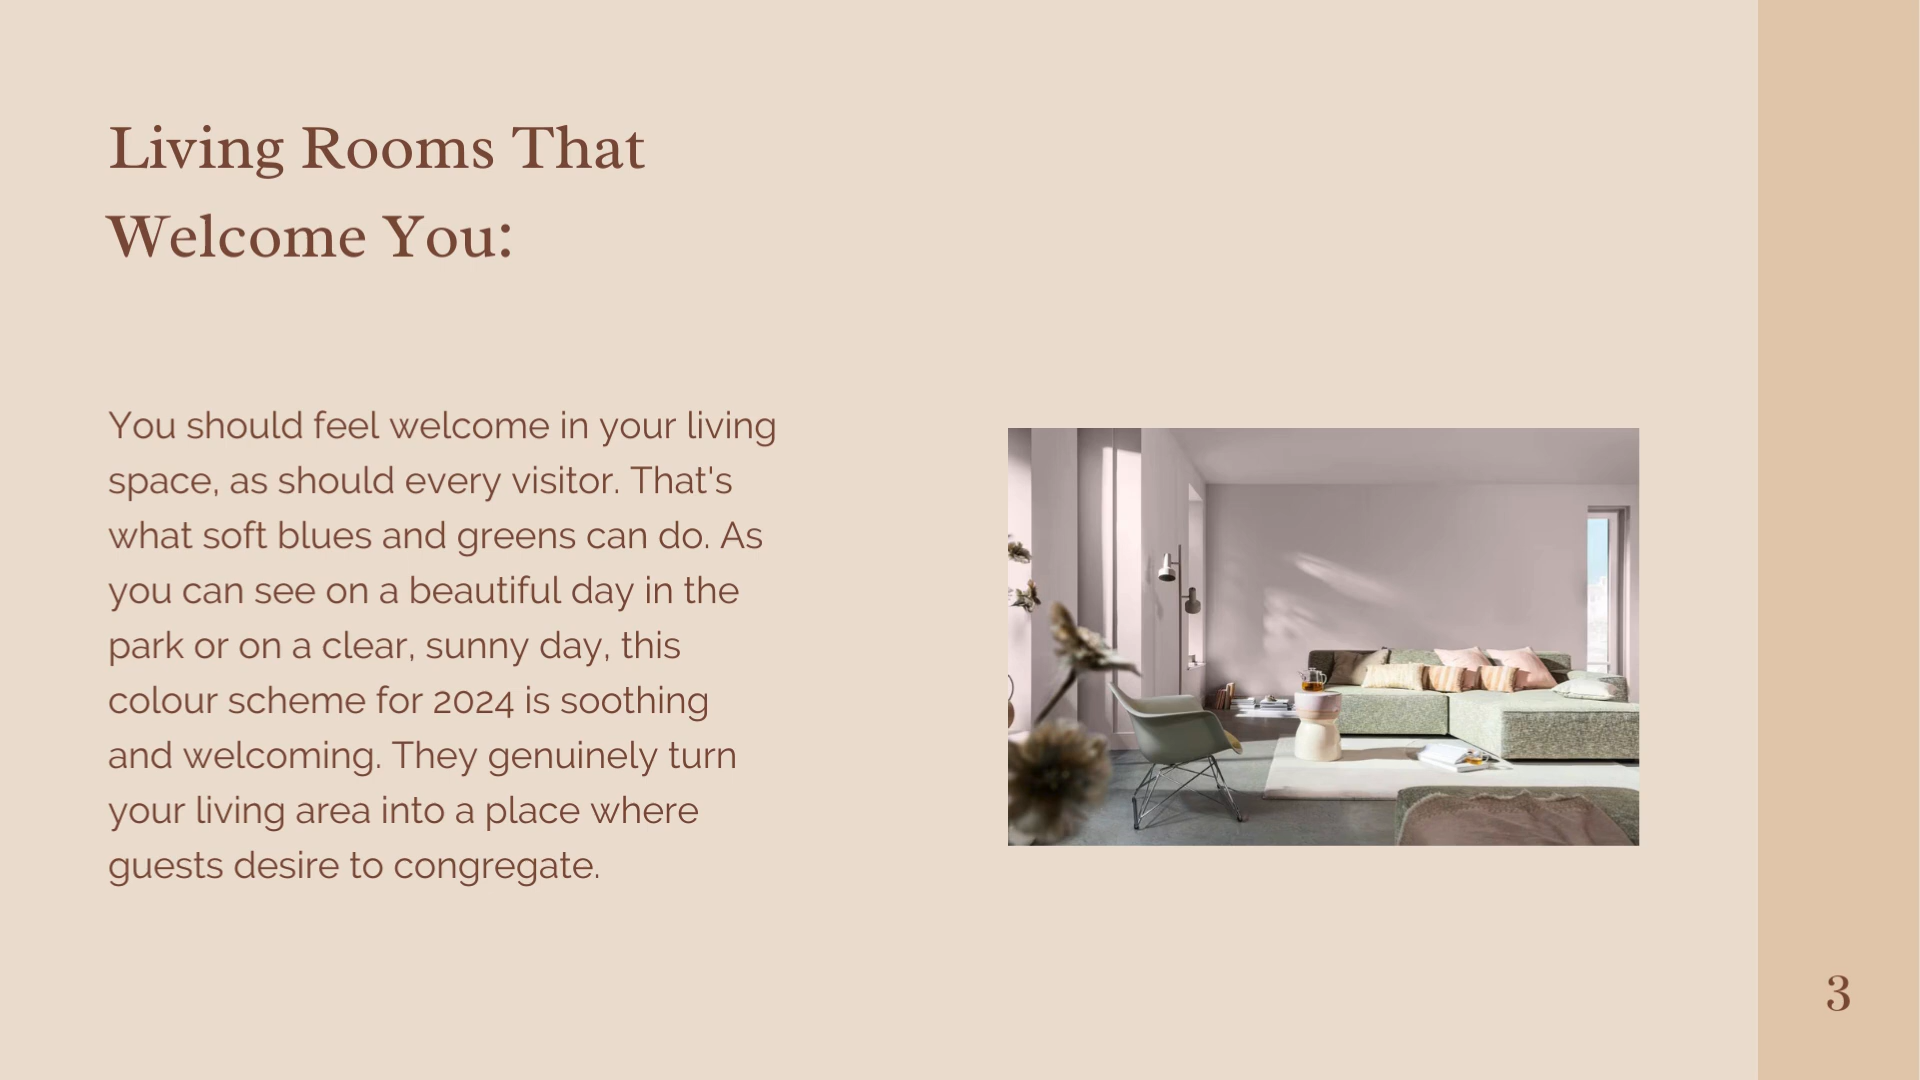 Living Rooms That
Welcome You:
You should feel welcome in your living
space, as should every visitor. That's
what soft blues and greens can do. As
you can see on a beautiful day in the
park or on a clear, sunny day, this
colour scheme for 2024 is soothing
and welcoming. They genuinely turn
your living area into a place where
guests desire to congregate.
3